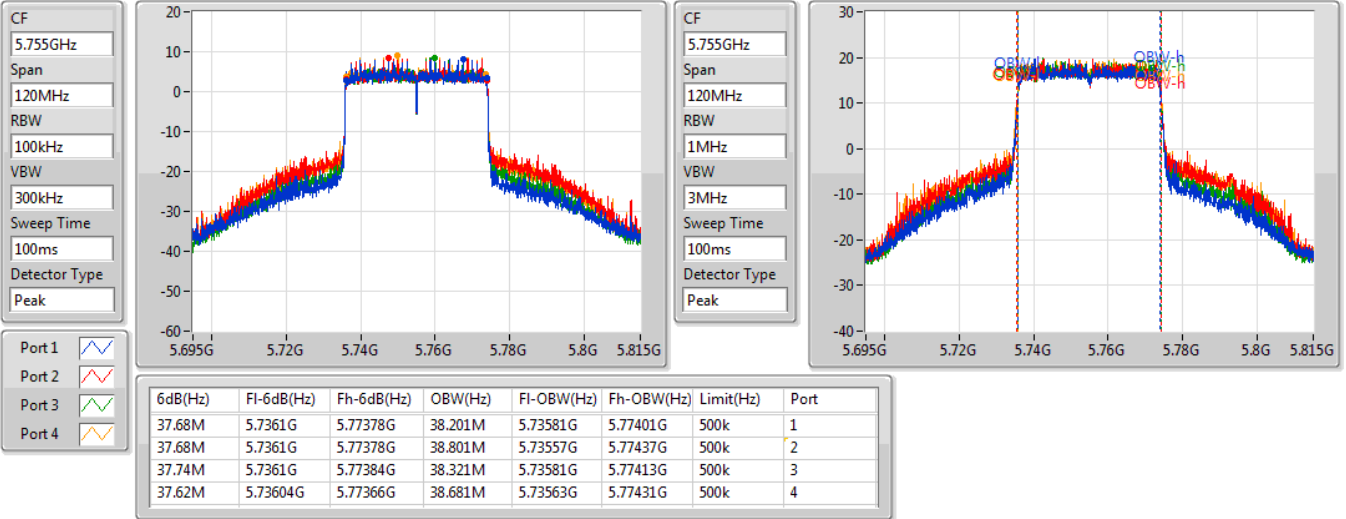 CF
5.755GHz
Span
120MHz
RBW
100kHz
VBW
300kHz
Sweep Time
100ms
Detector Type
Peak
20
10
0
-10
-20
-30
-40
-50
-60
5.695G 5.72G 5.74G 5.76G 5.78G 5.8G 5.815G
CF
5.755GHz
Span
120MHz
RBW
1MHz
VBW
3MHz
Sweep Time
100ms
Detector Type
Peak
30
20
10
0
-10
-20
-30
-40
OBW-h
OBW-h
5.695G 5.72G 5.74G 5.76G 5.78G 5.8G 5.815G
Port 1
Port 2
Port 3
Port 4
6dB(Hz) Fl-6dB(Hz) Fh-6dB(Hz) OBW(Hz) Fl-OBW(Hz) Fh-OBW(Hz) Limit(Hz) Port
37.68M 5.7361G 5.77378G 38.201M 5.73581G 5.77401G 500k 1
37.68M 5.7361G 5.77378G 38.801M 5.73557G 5.77437G 500k 2
37.74M 5.7361G 5.77384G 38.321M 5.73581G 5.77413G 500k 3
37.62M 5.73604G 5.77366G 38.681M 5.73563G 5.77431G 500k 4